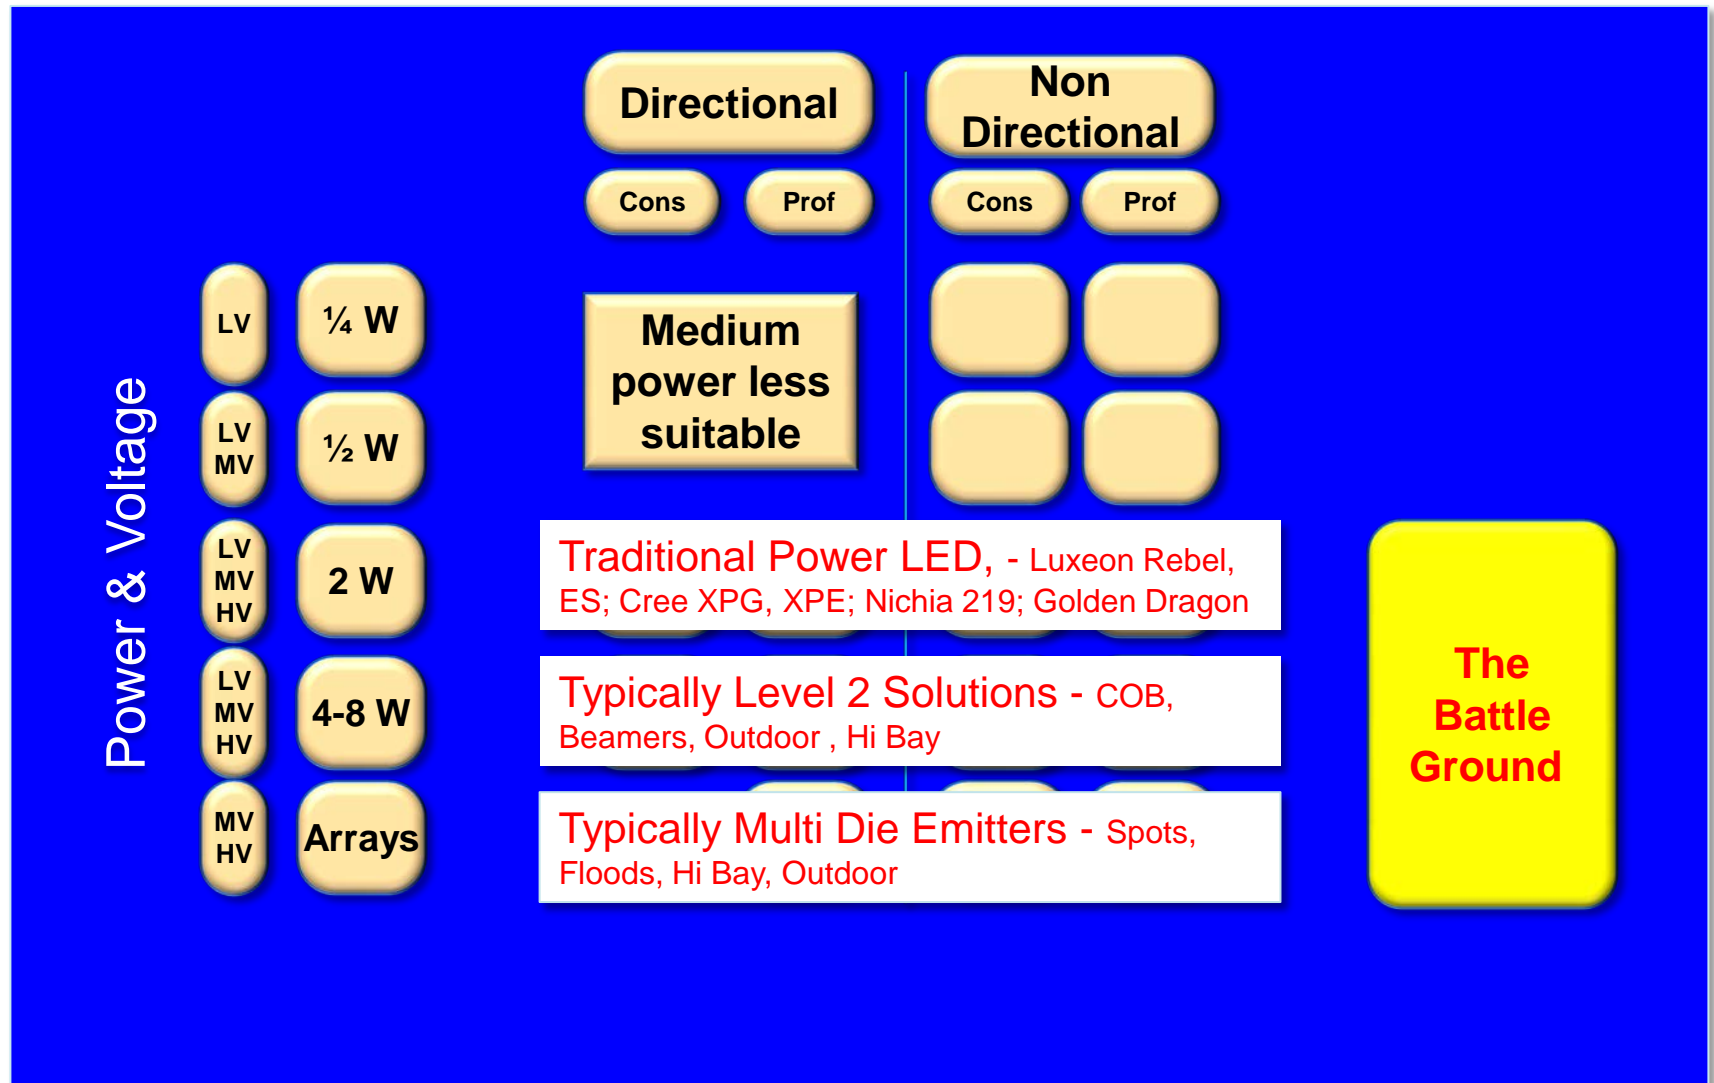 Directional
Non
Directional
Cons
Prof
Cons
Prof
Power & Voltage
LV
¼ W
Medium
power less
suitable
LV
MV
½ W
LV
MV
HV
2 W
Traditional Power LED, - Luxeon Rebel,
ES; Cree XPG, XPE; Nichia 219; Golden Dragon
LV
MV
HV
4-8 W
Typically Level 2 Solutions - COB,
Beamers, Outdoor , Hi Bay
MV
HV
Arrays
Typically Multi Die Emitters - Spots,
Floods, Hi Bay, Outdoor
The
Battle
Ground